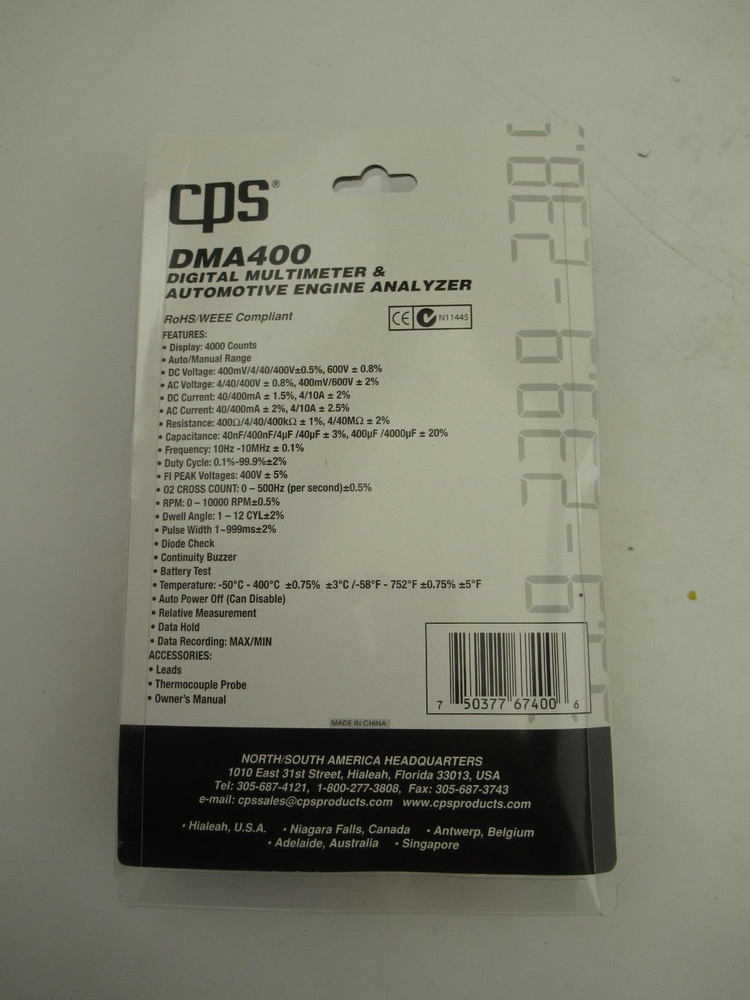 cps®
DMA400
DIGITAL MULTIMETER &
AUTOMOTIVE ENGINE ANALYZER
RoHS/WEEE Compliant
CE N11445
FEATURES:
• Display: 4000 Counts
• Auto/Manual Range
• DC Voltage: 400mV/4/40/400V±0.5%, 600V ± 0.8%
• AC Voltage: 4/40/400V ± 0.8%, 400mV/600V ± 2%
• DC Current: 40/400mA ± 1.5%, 4/10A ± 2%
• AC Current: 40/400mA ± 2%, 4/10A ± 2.5%
• Resistance: 400Ω/4/40/400kΩ ± 1%, 4/40MΩ ± 2%
• Capacitance: 40nF/400nF/4µF /40µF ± 3%, 400µF /4000µF ± 20%
• Frequency: 10Hz -10MHz ± 0.1%
• Duty Cycle: 0.1%-99.9%±2%
• FI PEAK Voltages: 400V ± 5%
• O2 CROSS COUNT: 0 – 500Hz (per second)±0.5%
• RPM: 0 – 10000 RPM±0.5%
• Dwell Angle: 1 – 12 CYL±2%
• Pulse Width 1~999ms±2%
• Diode Check
• Continuity Buzzer
• Battery Test
• Temperature: -50°C - 400°C ±0.75% ±3°C /-58°F - 752°F ±0.75% ±5°F
• Auto Power Off (Can Disable)
• Relative Measurement
• Data Hold
• Data Recording: MAX/MIN
ACCESSORIES:
• Leads
• Thermocouple Probe
• Owner's Manual
7 50377 67400 6
MADE IN CHINA
NORTH/SOUTH AMERICA HEADQUARTERS
1010 East 31st Street, Hialeah, Florida 33013, USA
Tel: 305-687-4121, 1-800-277-3808, Fax: 305-687-3743
e-mail: cpssales@cpsproducts.com www.cpsproducts.com
• Hialeah, U.S.A. • Niagara Falls, Canada • Antwerp, Belgium
• Adelaide, Australia • Singapore